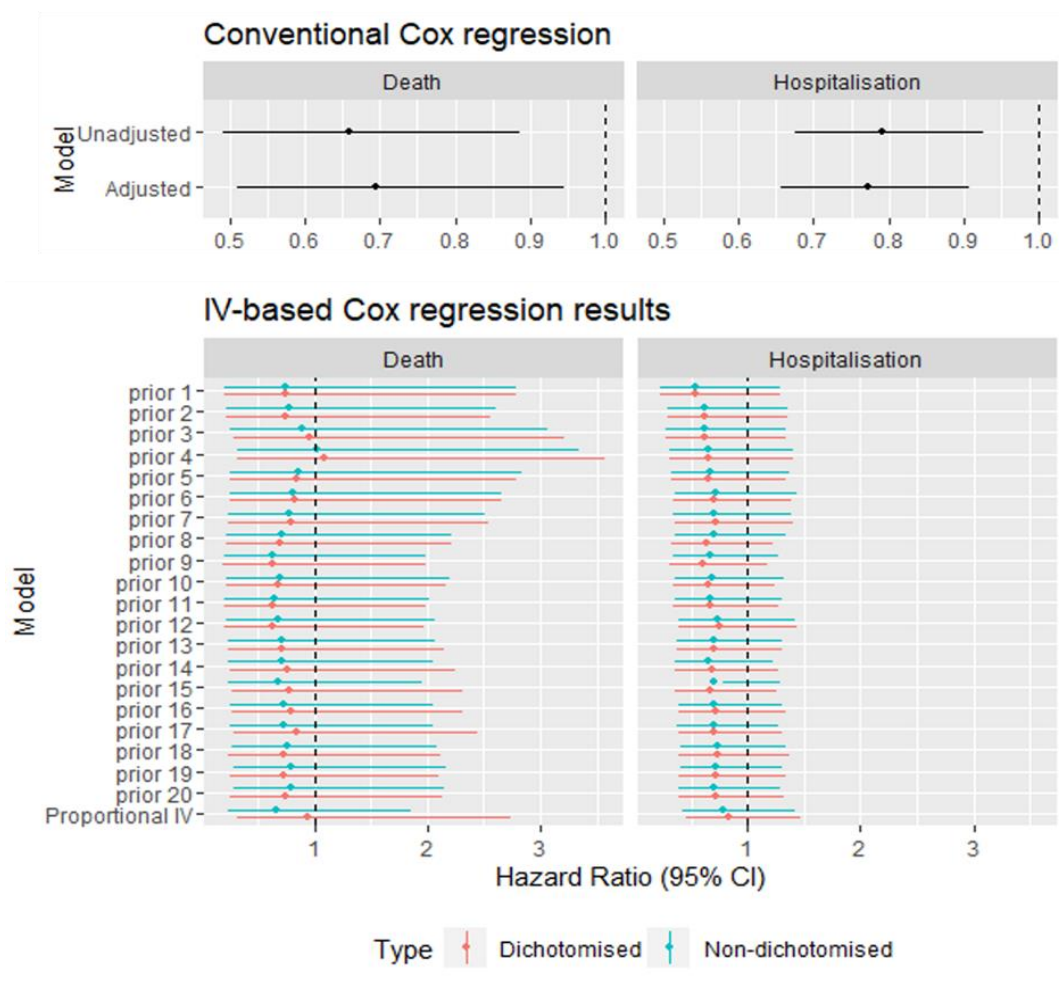 Conventional Cox regression
Death
Hospitalisation
Model
Unadjusted
Adjusted
0.5 0.6 0.7 0.8 0.9 1.0
0.5 0.6 0.7 0.8 0.9 1.0
IV-based Cox regression results
Death
Hospitalisation
Model
prior 1
prior 2
prior 3
prior 4
prior 5
prior 6
prior 7
prior 8
prior 9
prior 10
prior 11
prior 12
prior 13
prior 14
prior 15
prior 16
prior 17
prior 18
prior 19
prior 20
Proportional IV
1 2 3
1 2 3
Hazard Ratio (95% CI)
Type Dichotomised Non-dichotomised